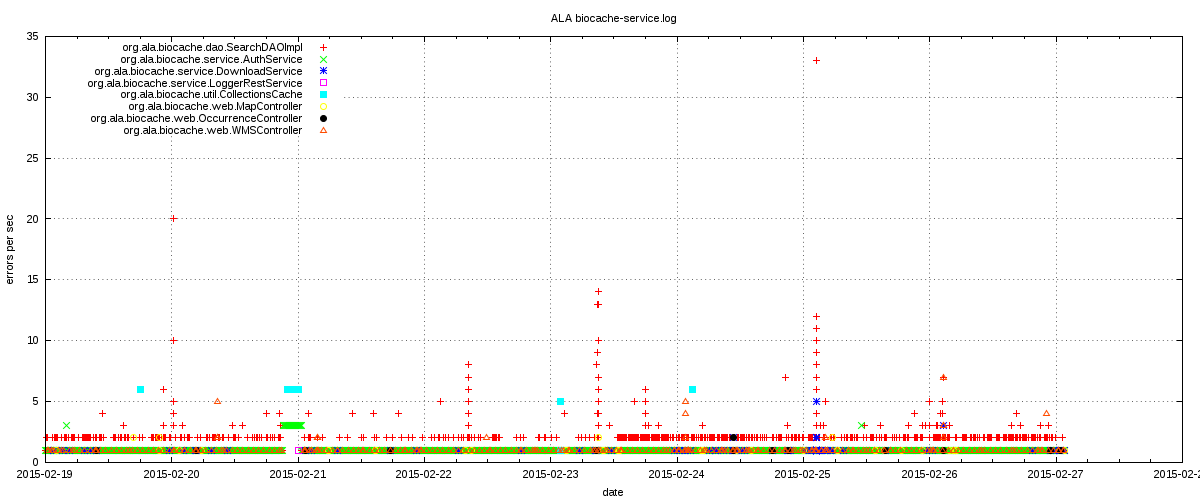 ALA biocache-service.log
35
30
25
20
15
10
5
0
errors per sec
org.ala.biocache.dao.SearchDAOImpl
org.ala.biocache.service.AuthService
org.ala.biocache.service.DownloadService
org.ala.biocache.service.LoggerRestService
org.ala.biocache.util.CollectionsCache
org.ala.biocache.web.MapController
org.ala.biocache.web.OccurrenceController
org.ala.biocache.web.WMSController
2015-02-19 2015-02-20 2015-02-21 2015-02-22 2015-02-23 2015-02-24 2015-02-25 2015-02-26 2015-02-27 2015-02-2
date